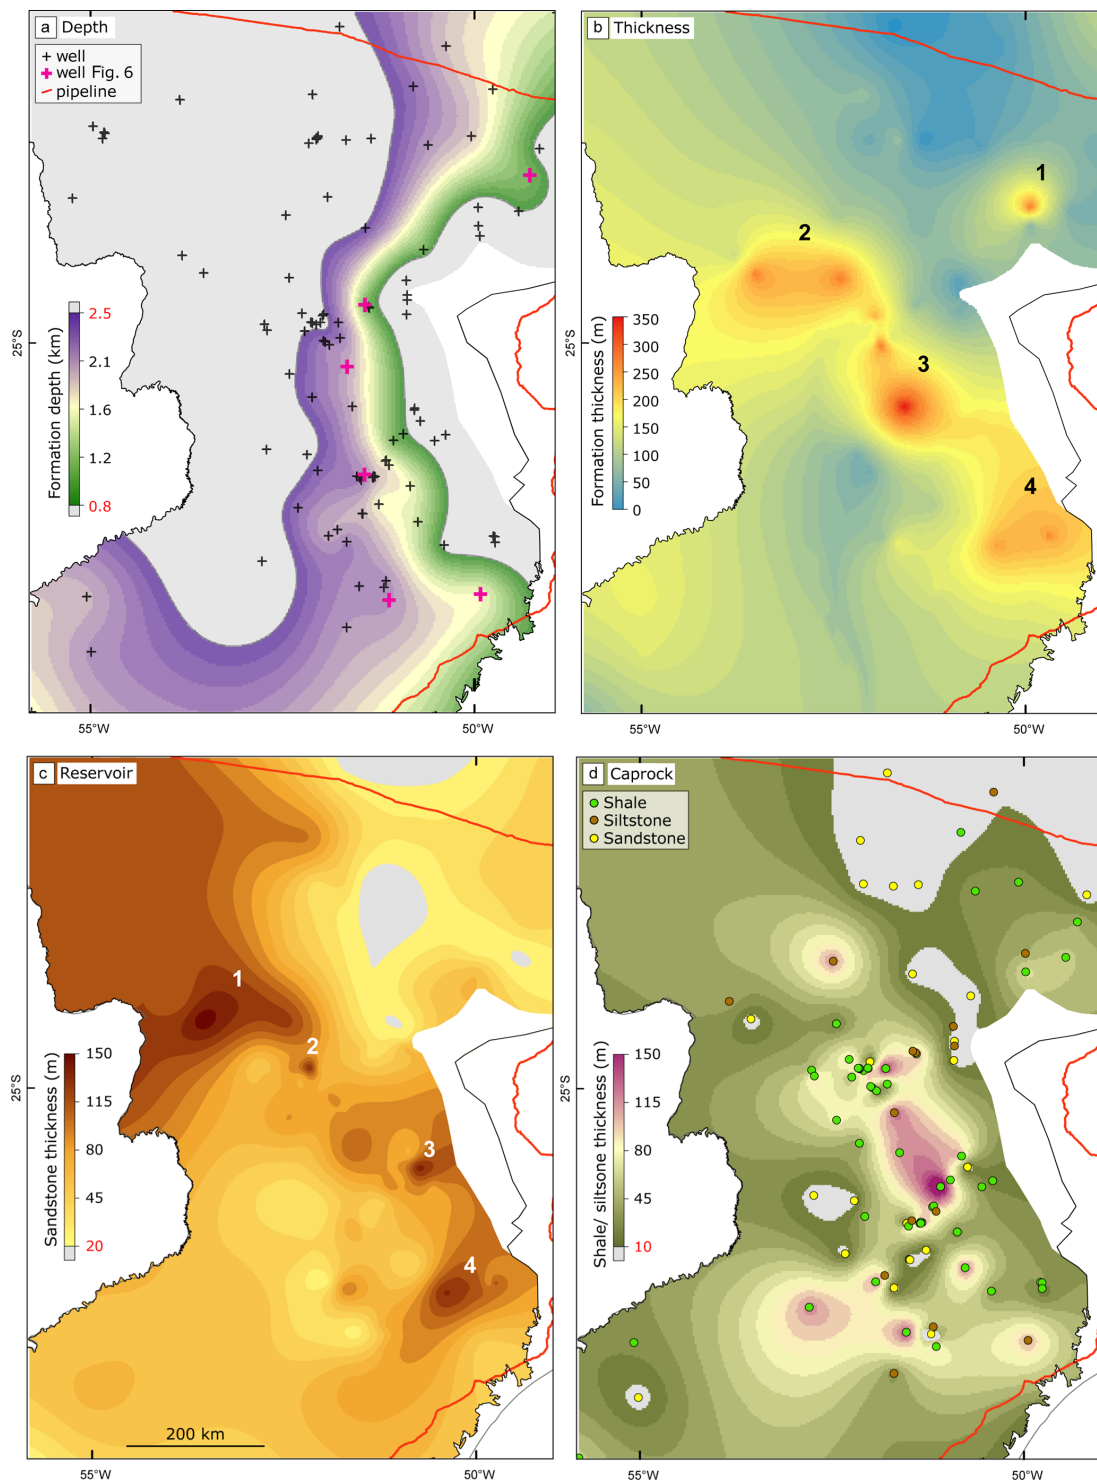 a Depth
well
well Fig. 6
pipeline
25°S
Formation depth (km)
2.5
2.1
1.6
1.2
0.8
55°W
50°W
b Thickness
1
2
3
4
25°S
Formation thickness (m)
350
300
250
200
150
100
50
0
55°W
50°W
c Reservoir
1
2
3
4
25°S
Sandstone thickness (m)
150
115
80
45
20
200 km
55°W
50°W
d Caprock
Shale
Siltstone
Sandstone
25°S
Shale/ siltsone thickness (m)
150
115
80
45
10
55°W
50°W